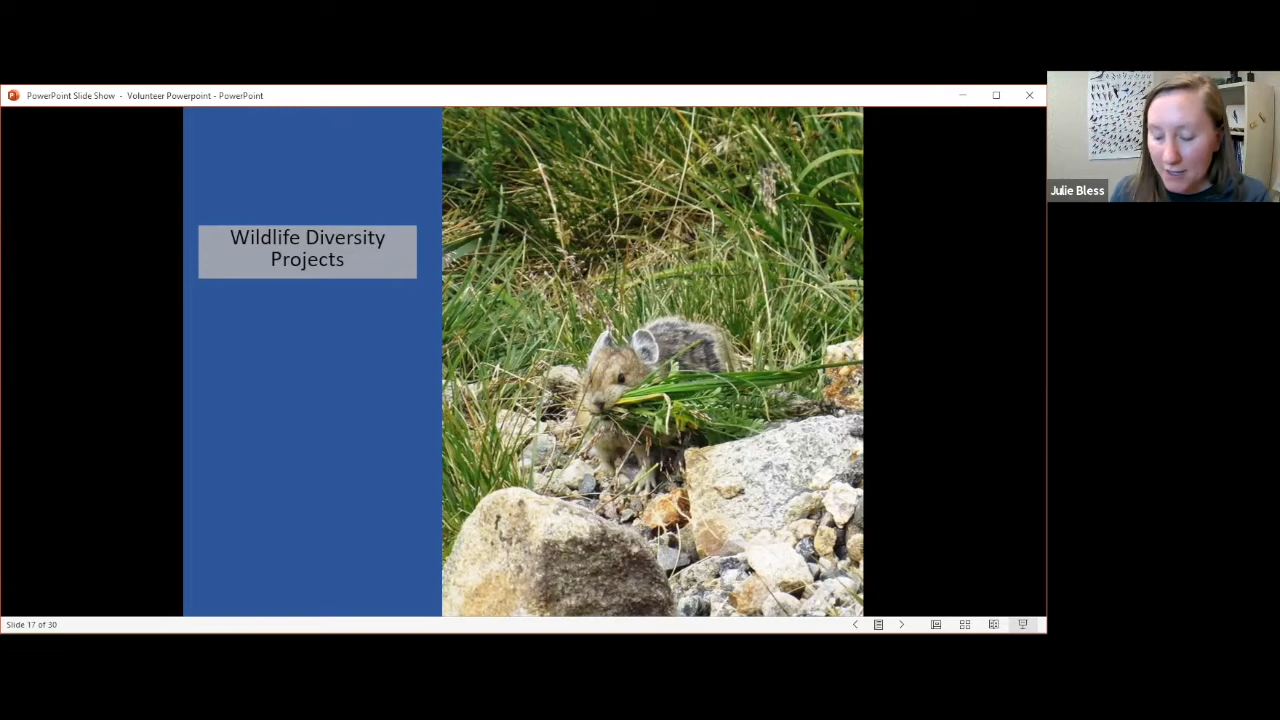 PowerPoint Slide Show - Volunteer Powerpoint - PowerPoint
Julie Bless
Wildlife Diversity
Projects
Slide 17 of 30